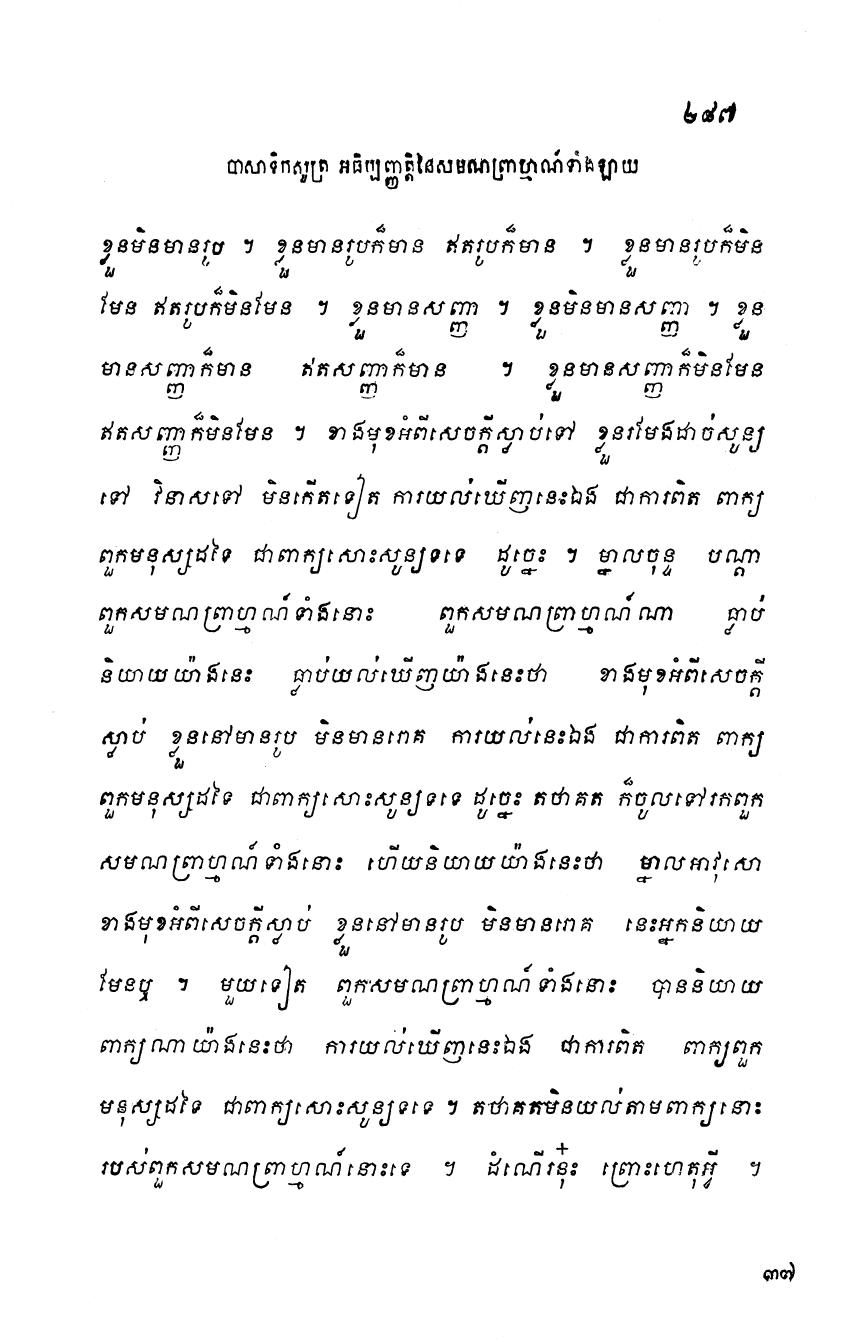 ២៤៧
បាសាទិកសូត្រ អធិប្បញ្ញត្តិនៃសមណព្រាហ្មណ៍ទាំងឡាយ
ខ្លួនមិនមានរូប ។ ខ្លួនមានរូបក៏មាន ឥតរូបក៏មាន ។ ខ្លួនមានរូបក៏មិន
មែន ឥតរូបក៏មិនមែន ។ ខ្លួនមានសញ្ញា ។ ខ្លួនមិនមានសញ្ញា ។ ខ្លួន
មានសញ្ញាក៏មាន ឥតសញ្ញាក៏មាន ។ ខ្លួនមានសញ្ញាក៏មិនមែន
ឥតសញ្ញាក៏មិនមែន ។ ខាងមុខអំពីសេចក្តីស្លាប់ទៅ ខ្លួនរមែងដាច់សូន្យ
ទៅ វិនាសទៅ មិនកើតទៀត ការយល់ឃើញនេះឯង ជាការពិត ពាក្យ
ពួកមនុស្សដទៃ ជាពាក្យសោះសូន្យទទេ ដូច្នេះ ។ ម្នាលចុន្ទ បណ្តា
ពួកសមណព្រាហ្មណ៍ទាំងនោះ ពួកសមណព្រាហ្មណ៍ណា ធ្លាប់
និយាយយ៉ាងនេះ ធ្លាប់យល់ឃើញយ៉ាងនេះថា ខាងមុខអំពីសេចក្តី
ស្លាប់ ខ្លួននៅមានរូប មិនមានរោគ ការយល់នេះឯង ជាការពិត ពាក្យ
ពួកមនុស្សដទៃ ជាពាក្យសោះសូន្យទទេ ដូច្នេះ តថាគត ក៏ចូលទៅរកពួក
សមណព្រាហ្មណ៍ទាំងនោះ ហើយនិយាយយ៉ាងនេះថា ម្នាលអាវុសោ
ខាងមុខអំពីសេចក្តីស្លាប់ ខ្លួននៅមានរូប មិនមានរោគ នេះអ្នកនិយាយ
មែនឬ ។ មួយទៀត ពួកសមណព្រាហ្មណ៍ទាំងនោះ បាននិយាយ
ពាក្យណាយ៉ាងនេះថា ការយល់ឃើញនេះឯង ជាការពិត ពាក្យពួក
មនុស្សដទៃ ជាពាក្យសោះសូន្យទទេ ។ តថាគតមិនយល់តាមពាក្យនោះ
របស់ពួកសមណព្រាហ្មណ៍នោះទេ ។ ដំណើរនុ៎ះ ព្រោះហេតុអ្វី ។
៣៧